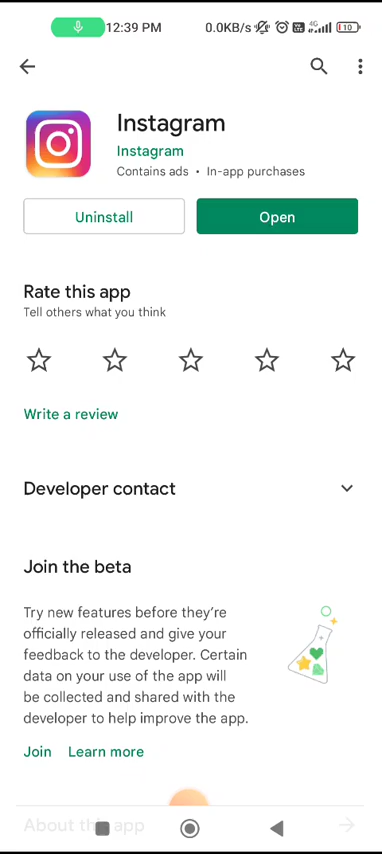 12:39 PM 0.0KB/s 4G 10
Instagram
Instagram
Contains ads • In-app purchases
Uninstall Open
Rate this app
Tell others what you think
Write a review
Developer contact
Join the beta
Try new features before they're
officially released and give your
feedback to the developer. Certain
data on your use of the app will
be collected and shared with the
developer to help improve the app.
Join Learn more
About this app